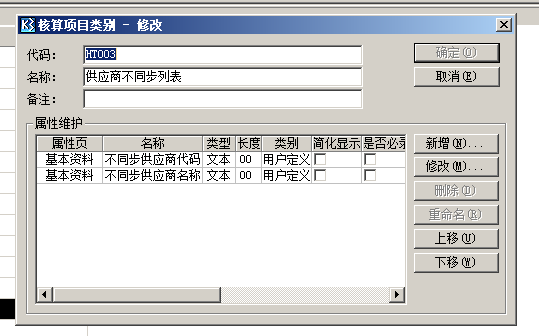 K3 核算项目类别 - 修改
代码: HT003 确定(O)
名称: 供应商不同步列表 取消(E)
备注:
属性维护
属性页 名称 类型 长度 类别 简化显示 是否必录
基本资料 不同步供应商代码 文本 00 用户定义
基本资料 不同步供应商名称 文本 00 用户定义
新增(N)...
修改(M)...
删除(D)
重命名(R)
上移(U)
下移(W)